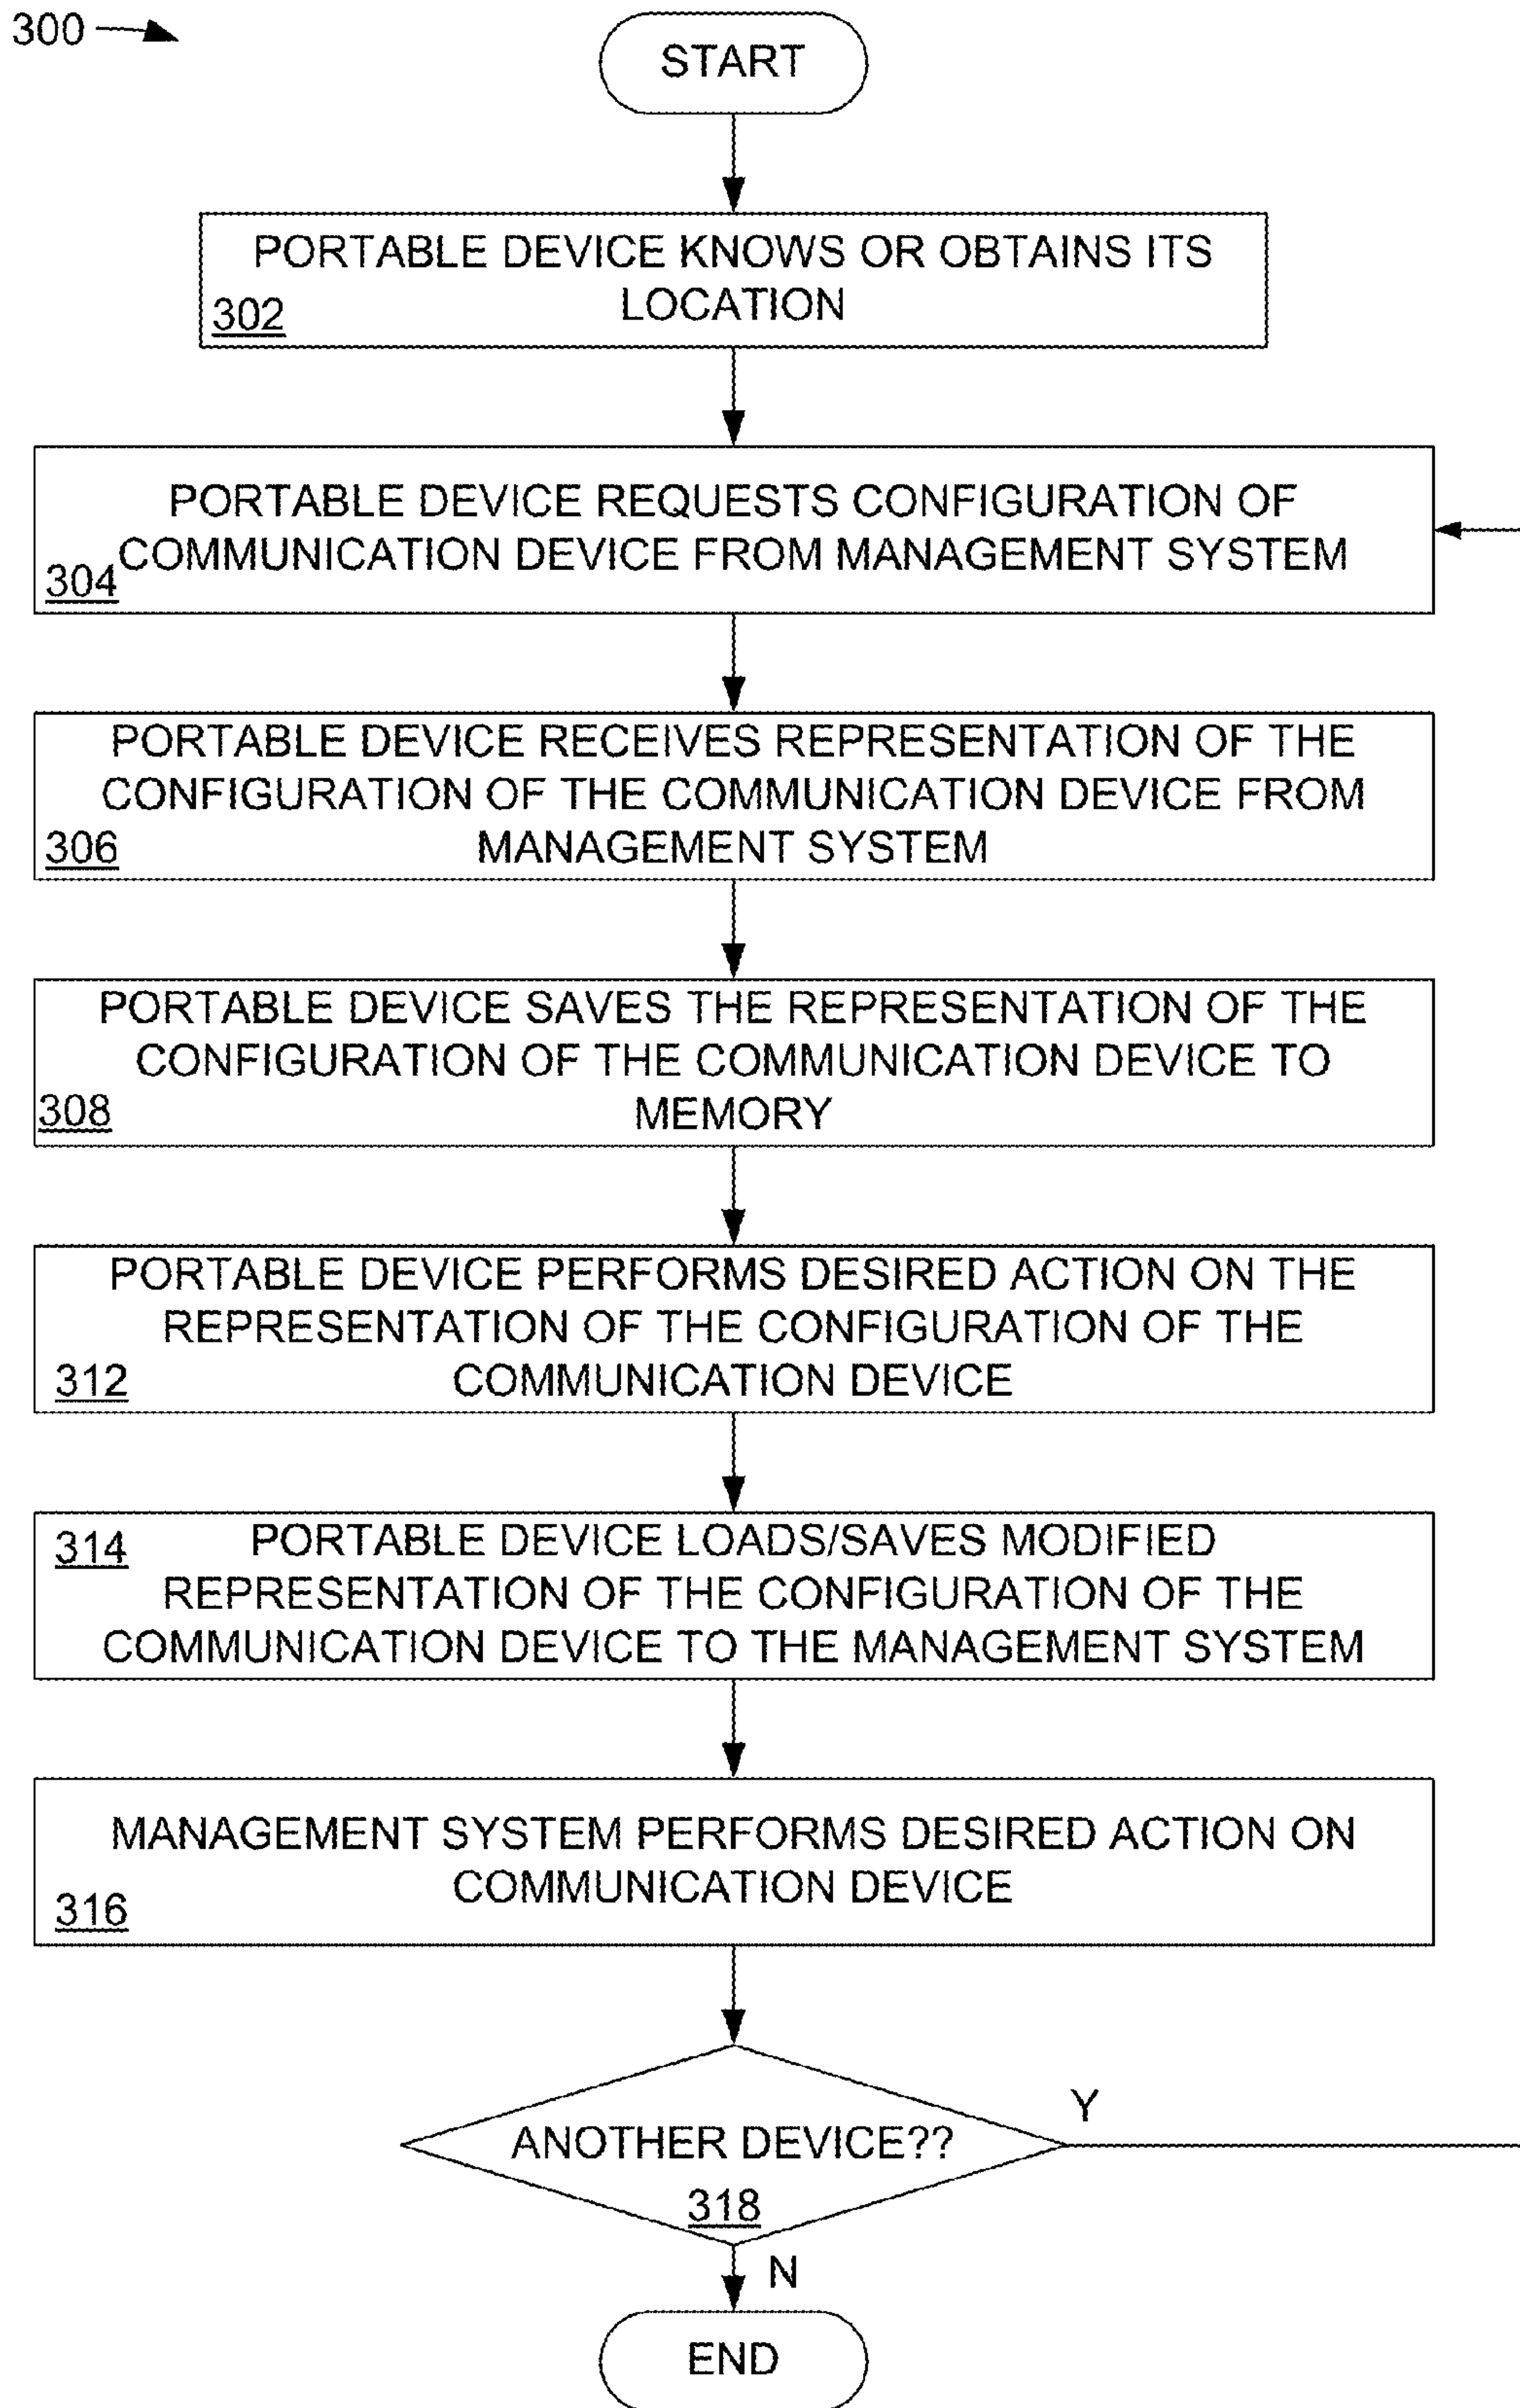 300
START
PORTABLE DEVICE KNOWS OR OBTAINS ITS
LOCATION
302
PORTABLE DEVICE REQUESTS CONFIGURATION OF
COMMUNICATION DEVICE FROM MANAGEMENT SYSTEM
304
PORTABLE DEVICE RECEIVES REPRESENTATION OF THE
CONFIGURATION OF THE COMMUNICATION DEVICE FROM
MANAGEMENT SYSTEM
306
PORTABLE DEVICE SAVES THE REPRESENTATION OF THE
CONFIGURATION OF THE COMMUNICATION DEVICE TO
MEMORY
308
PORTABLE DEVICE PERFORMS DESIRED ACTION ON THE
REPRESENTATION OF THE CONFIGURATION OF THE
COMMUNICATION DEVICE
312
314
PORTABLE DEVICE LOADS/SAVES MODIFIED
REPRESENTATION OF THE CONFIGURATION OF THE
COMMUNICATION DEVICE TO THE MANAGEMENT SYSTEM
MANAGEMENT SYSTEM PERFORMS DESIRED ACTION ON
COMMUNICATION DEVICE
316
Y
ANOTHER DEVICE??
318
N
END